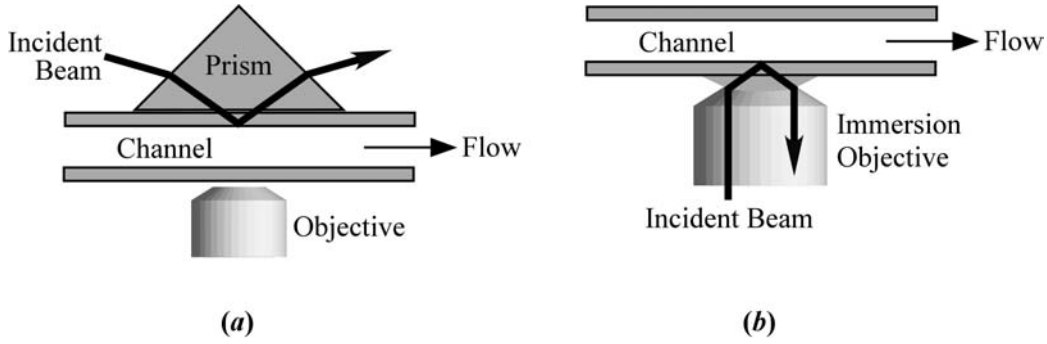 Incident
Beam
Prism
Channel
Flow
Objective
(a)
Channel
Flow
Immersion
Objective
Incident Beam
(b)